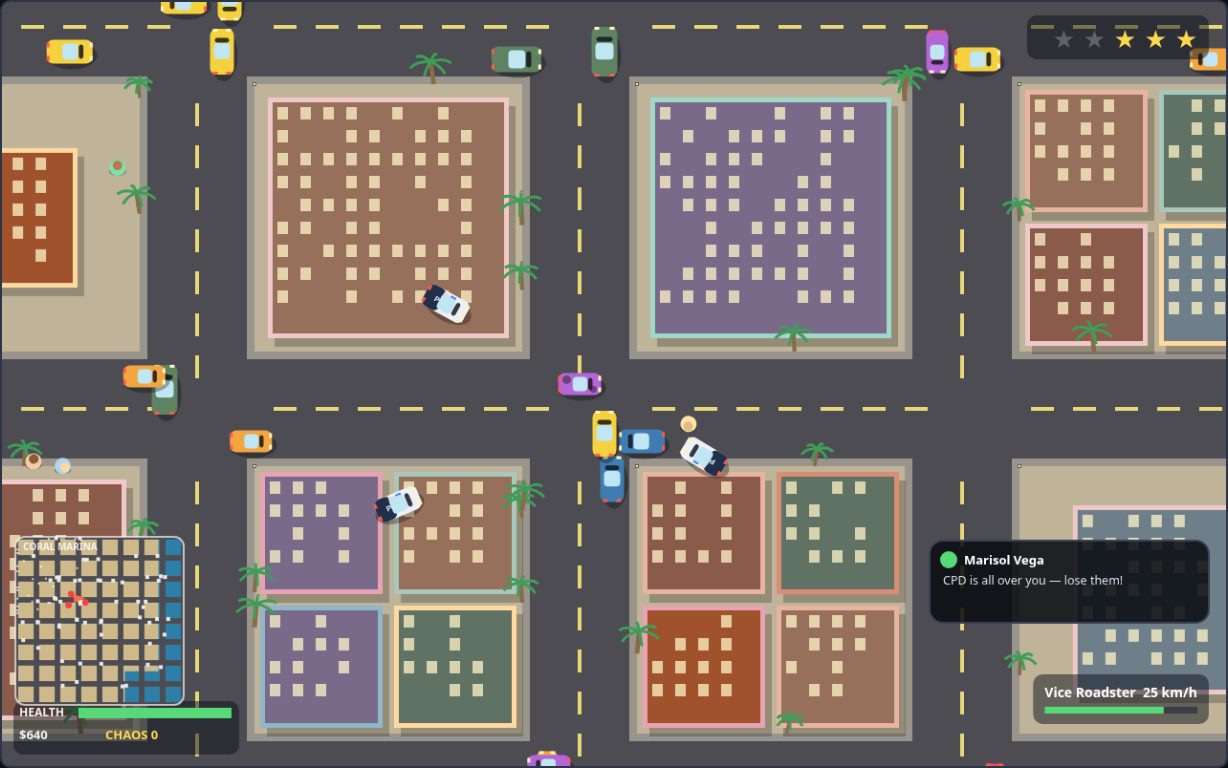 CORAL MARINA
Marisol Vega
CPD is all over you — lose them!
HEALTH
$640
CHAOS 0
Vice Roadster 25 km/h